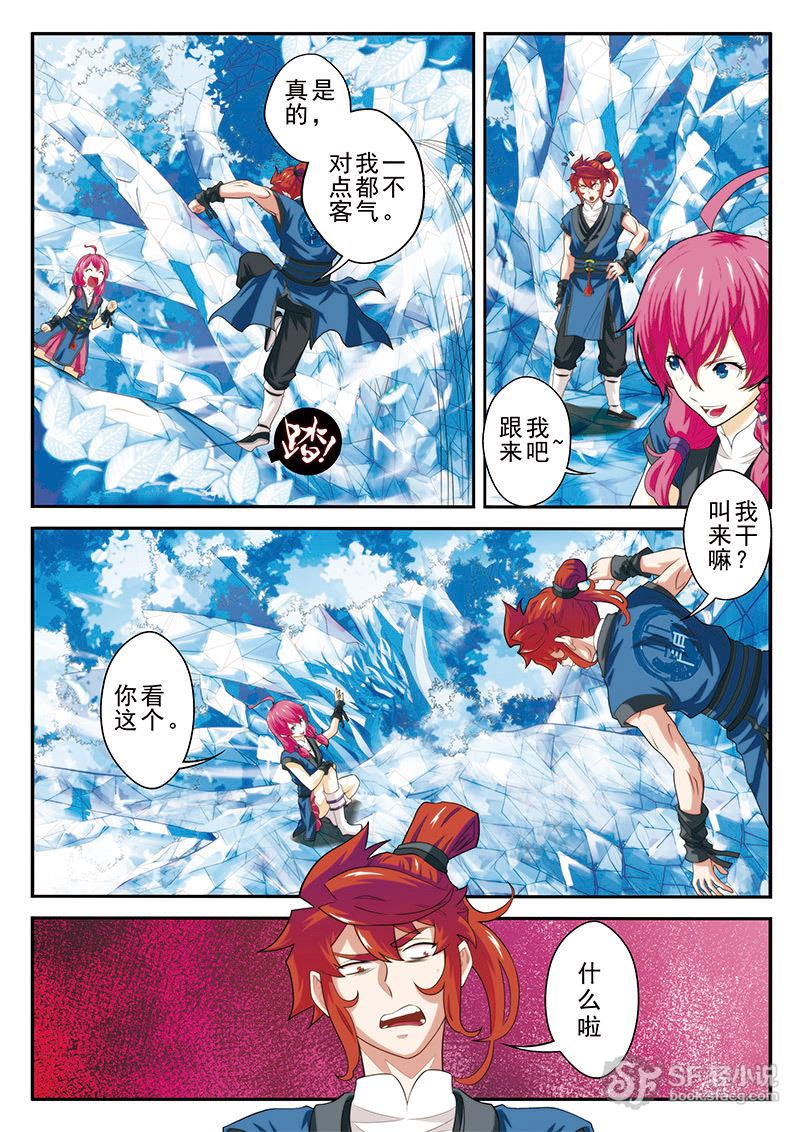 真是
的，
对我一
点都不
客气。
踏!
跟我
来吧~
叫我
来干
嘛？
你看
这个。
什么啦
SF轻小说
book.sfacg.com